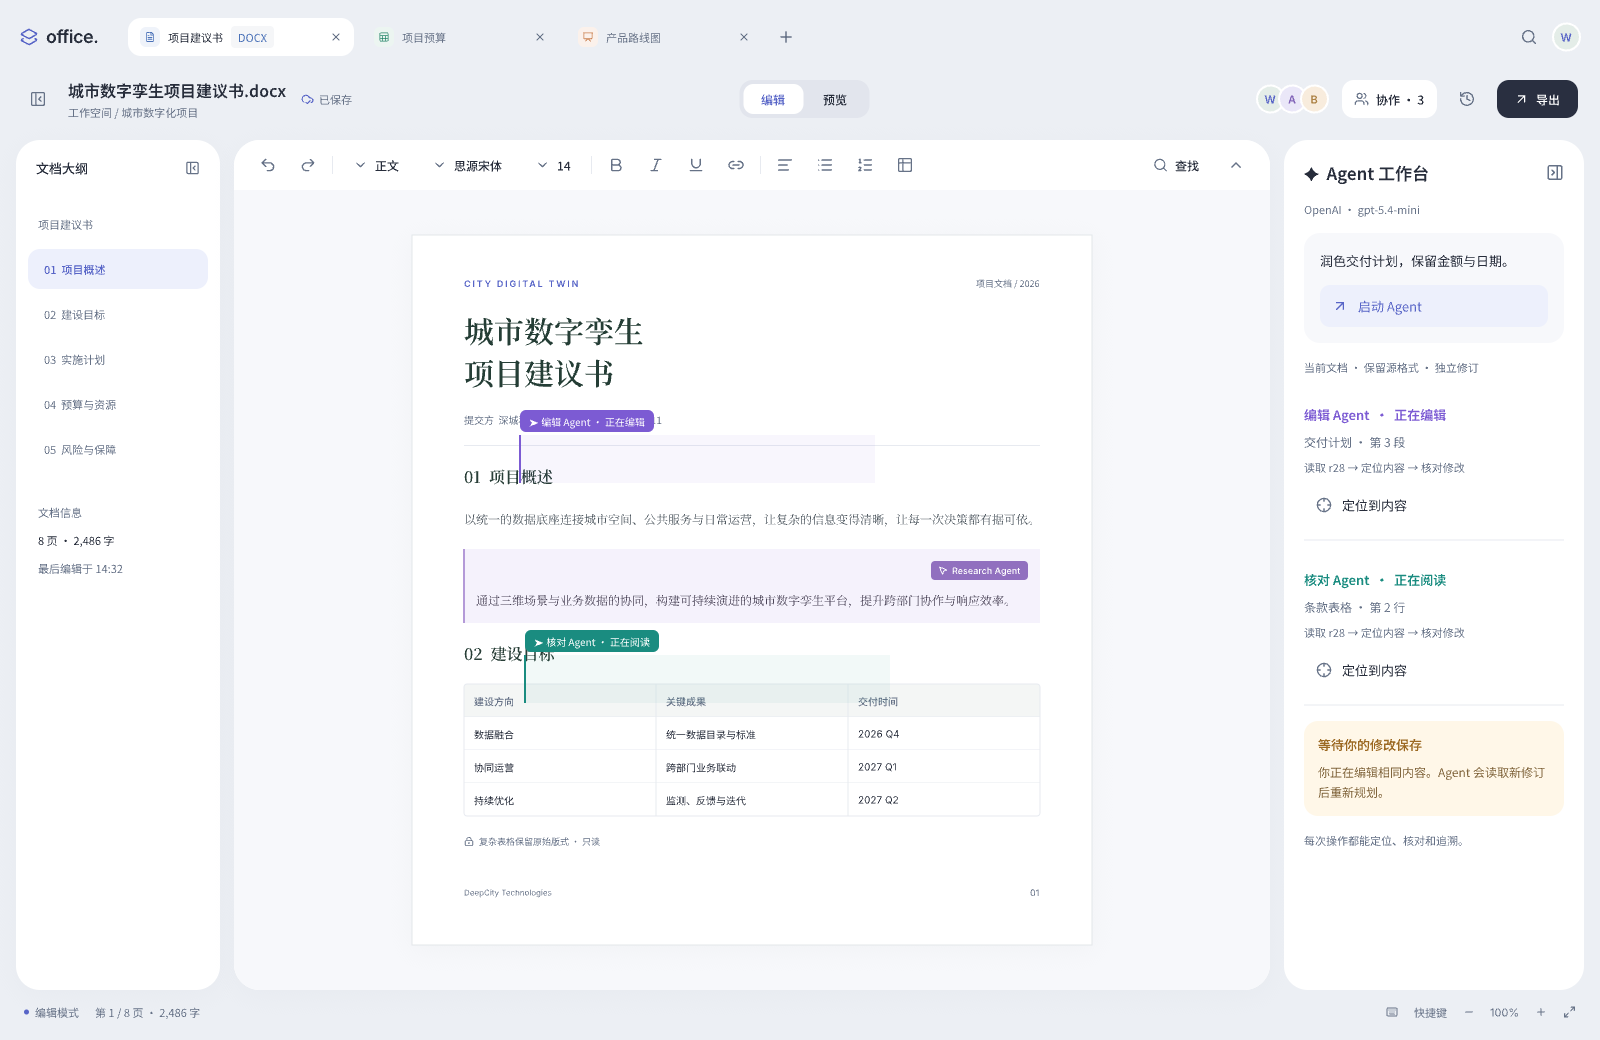 office.
项目建议书 DOCX
项目预算
产品路线图
W
城市数字孪生项目建议书.docx
已保存
工作空间 / 城市数字化项目
编辑 预览
W A B
协作 · 3
导出
文档大纲
项目建议书
01 项目概述
02 建设目标
03 实施计划
04 预算与资源
05 风险与保障
文档信息
8 页 · 2,486 字
最后编辑于 14:32
正文 思源宋体 14 查找
CITY DIGITAL TWIN
项目文档 / 2026
城市数字孪生
项目建议书
提交方 深城
编辑 Agent · 正在编辑
11
01 项目概述
以统一的数据底座连接城市空间、公共服务与日常运营，让复杂的信息变得清晰，让每一次决策都有据可依。
Research Agent
通过三维场景与业务数据的协同，构建可持续演进的城市数字孪生平台，提升跨部门协作与响应效率。
核对 Agent · 正在阅读
02 建设目标
建设方向 关键成果 交付时间
数据融合 统一数据目录与标准 2026 Q4
协同运营 跨部门业务联动 2027 Q1
持续优化 监测、反馈与迭代 2027 Q2
复杂表格保留原始版式 · 只读
DeepCity Technologies
01
Agent 工作台
OpenAI · gpt-5.4-mini
润色交付计划，保留金额与日期。
启动 Agent
当前文档 · 保留源格式 · 独立修订
编辑 Agent · 正在编辑
交付计划 · 第 3 段
读取 r28 → 定位内容 → 核对修改
定位到内容
核对 Agent · 正在阅读
条款表格 · 第 2 行
读取 r28 → 定位内容 → 核对修改
定位到内容
等待你的修改保存
你正在编辑相同内容。Agent 会读取新修订
后重新规划。
每次操作都能定位、核对和追溯。
编辑模式 第 1 / 8 页 · 2,486 字
快捷键 − 100% +